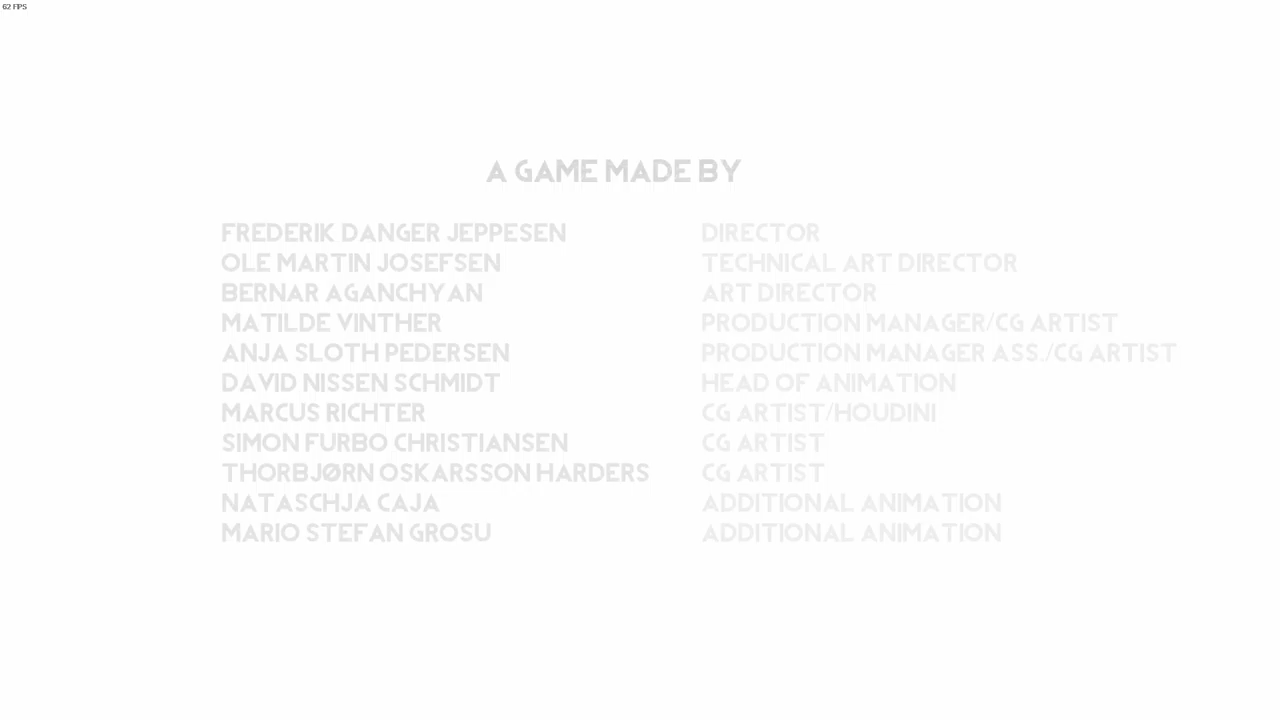 62 FPS
A GAME MADE BY
FREDERIK DANGER JEPPESEN DIRECTOR
OLE MARTIN JOSEFSEN TECHNICAL ART DIRECTOR
BERNAR AGANCHYAN ART DIRECTOR
MATILDE VINTHER PRODUCTION MANAGER/CG ARTIST
ANJA SLOTH PEDERSEN PRODUCTION MANAGER ASS./CG ARTIST
DAVID NISSEN SCHMIDT HEAD OF ANIMATION
MARCUS RICHTER CG ARTIST/HOUDINI
SIMON FURBO CHRISTIANSEN CG ARTIST
THORBJØRN OSKARSSON HARDERS CG ARTIST
NATASCHJA CAJA ADDITIONAL ANIMATION
MARIO STEFAN GROSU ADDITIONAL ANIMATION